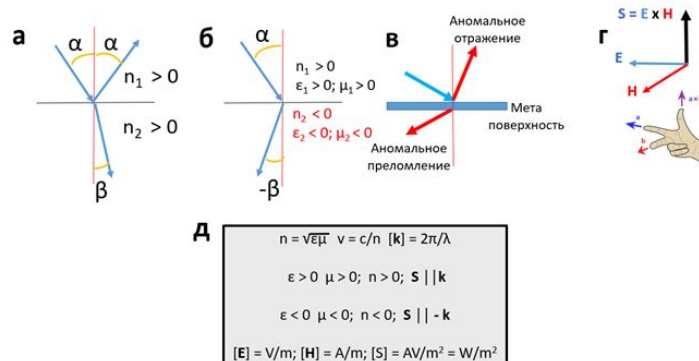 а
α
α
n₁ > 0
n₂ > 0
β
б
α
n₁ > 0
ε₁ > 0; μ₁ > 0
n₂ < 0
ε₂ < 0; μ₂ < 0
-β
в
Аномальное
отражение
Мета
поверхность
Аномальное
преломление
г
S = E x H
E
H
a×
a
b
д
n = √εμ v = c/n [k] = 2π/λ
ε > 0 μ > 0; n > 0; S ||k
ε < 0 μ < 0; n < 0; S || - k
[E] = V/m; [H] = A/m; [S] = AV/m² = W/m²